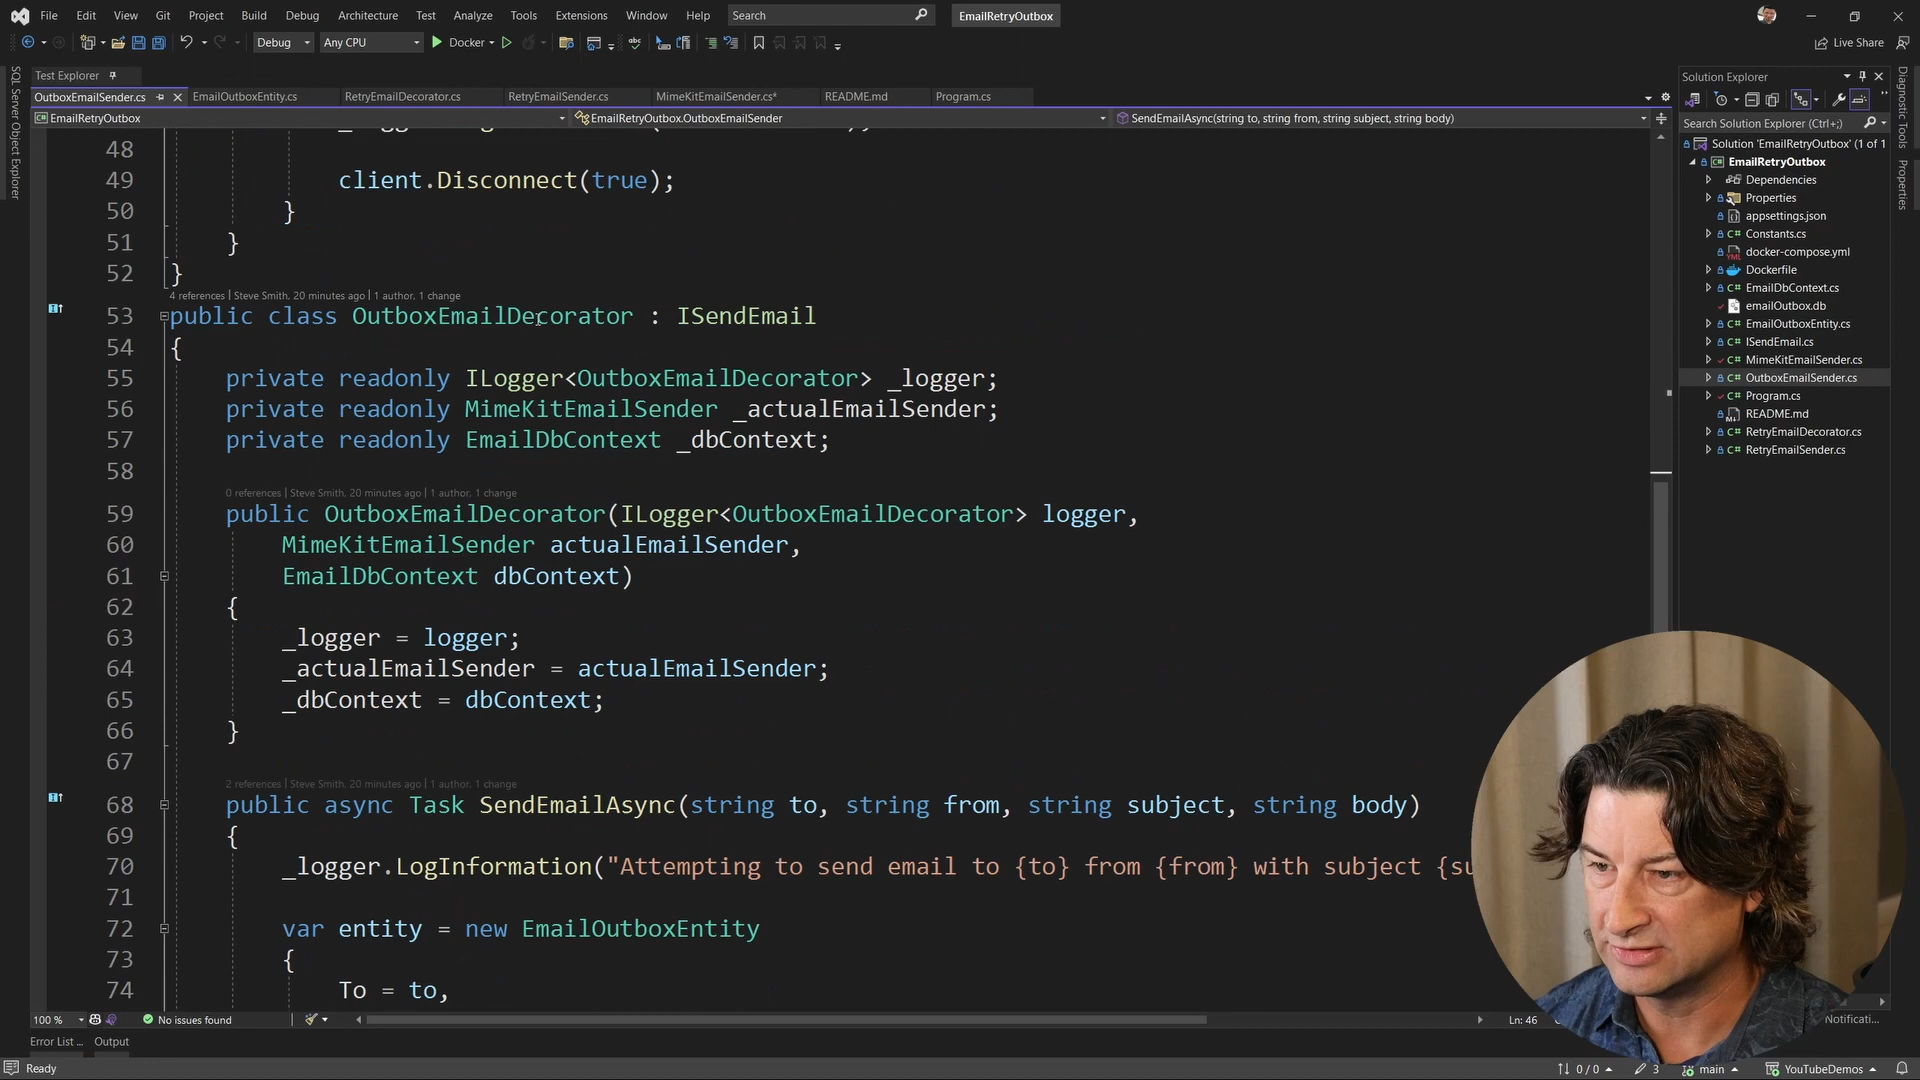 File Edit View Git Project Build Debug Architecture Test Analyze Tools Extensions Window Help Search EmailRetryOutbox
Debug Any CPU Docker Live Share
Test Explorer
OutboxEmailSender.cs EmailOutboxEntity.cs RetryEmailDecorator.cs RetryEmailSender.cs MimeKitEmailSender.cs* README.md Program.cs
EmailRetryOutbox EmailRetryOutbox.OutboxEmailSender SendEmailAsync(string to, string from, string subject, string body)
SQL Server Object Explorer
48
49 client.Disconnect(true);
50 }
51 }
52 }
4 references | Steve Smith, 20 minutes ago | 1 author, 1 change
53 public class OutboxEmailDecorator : ISendEmail
54 {
55 private readonly ILogger<OutboxEmailDecorator> _logger;
56 private readonly MimeKitEmailSender _actualEmailSender;
57 private readonly EmailDbContext _dbContext;
58
0 references | Steve Smith, 20 minutes ago | 1 author, 1 change
59 public OutboxEmailDecorator(ILogger<OutboxEmailDecorator> logger,
60 MimeKitEmailSender actualEmailSender,
61 EmailDbContext dbContext)
62 {
63 _logger = logger;
64 _actualEmailSender = actualEmailSender;
65 _dbContext = dbContext;
66 }
67
2 references | Steve Smith, 20 minutes ago | 1 author, 1 change
68 public async Task SendEmailAsync(string to, string from, string subject, string body)
69 {
70 _logger.LogInformation("Attempting to send email to {to} from {from} with subject {su
71
72 var entity = new EmailOutboxEntity
73 {
74 To = to,
100 % No issues found Ln: 46
Error List ... Output
Ready 0 / 0 3 main YouTubeDemos
Solution Explorer
Search Solution Explorer (Ctrl+;)
Solution 'EmailRetryOutbox' (1 of 1
EmailRetryOutbox
Dependencies
Properties
appsettings.json
Constants.cs
docker-compose.yml
Dockerfile
EmailDbContext.cs
emailOutbox.db
EmailOutboxEntity.cs
ISendEmail.cs
MimeKitEmailSender.cs
OutboxEmailSender.cs
Program.cs
README.md
RetryEmailDecorator.cs
RetryEmailSender.cs
Notificati...
Diagnostic Tools
Properties